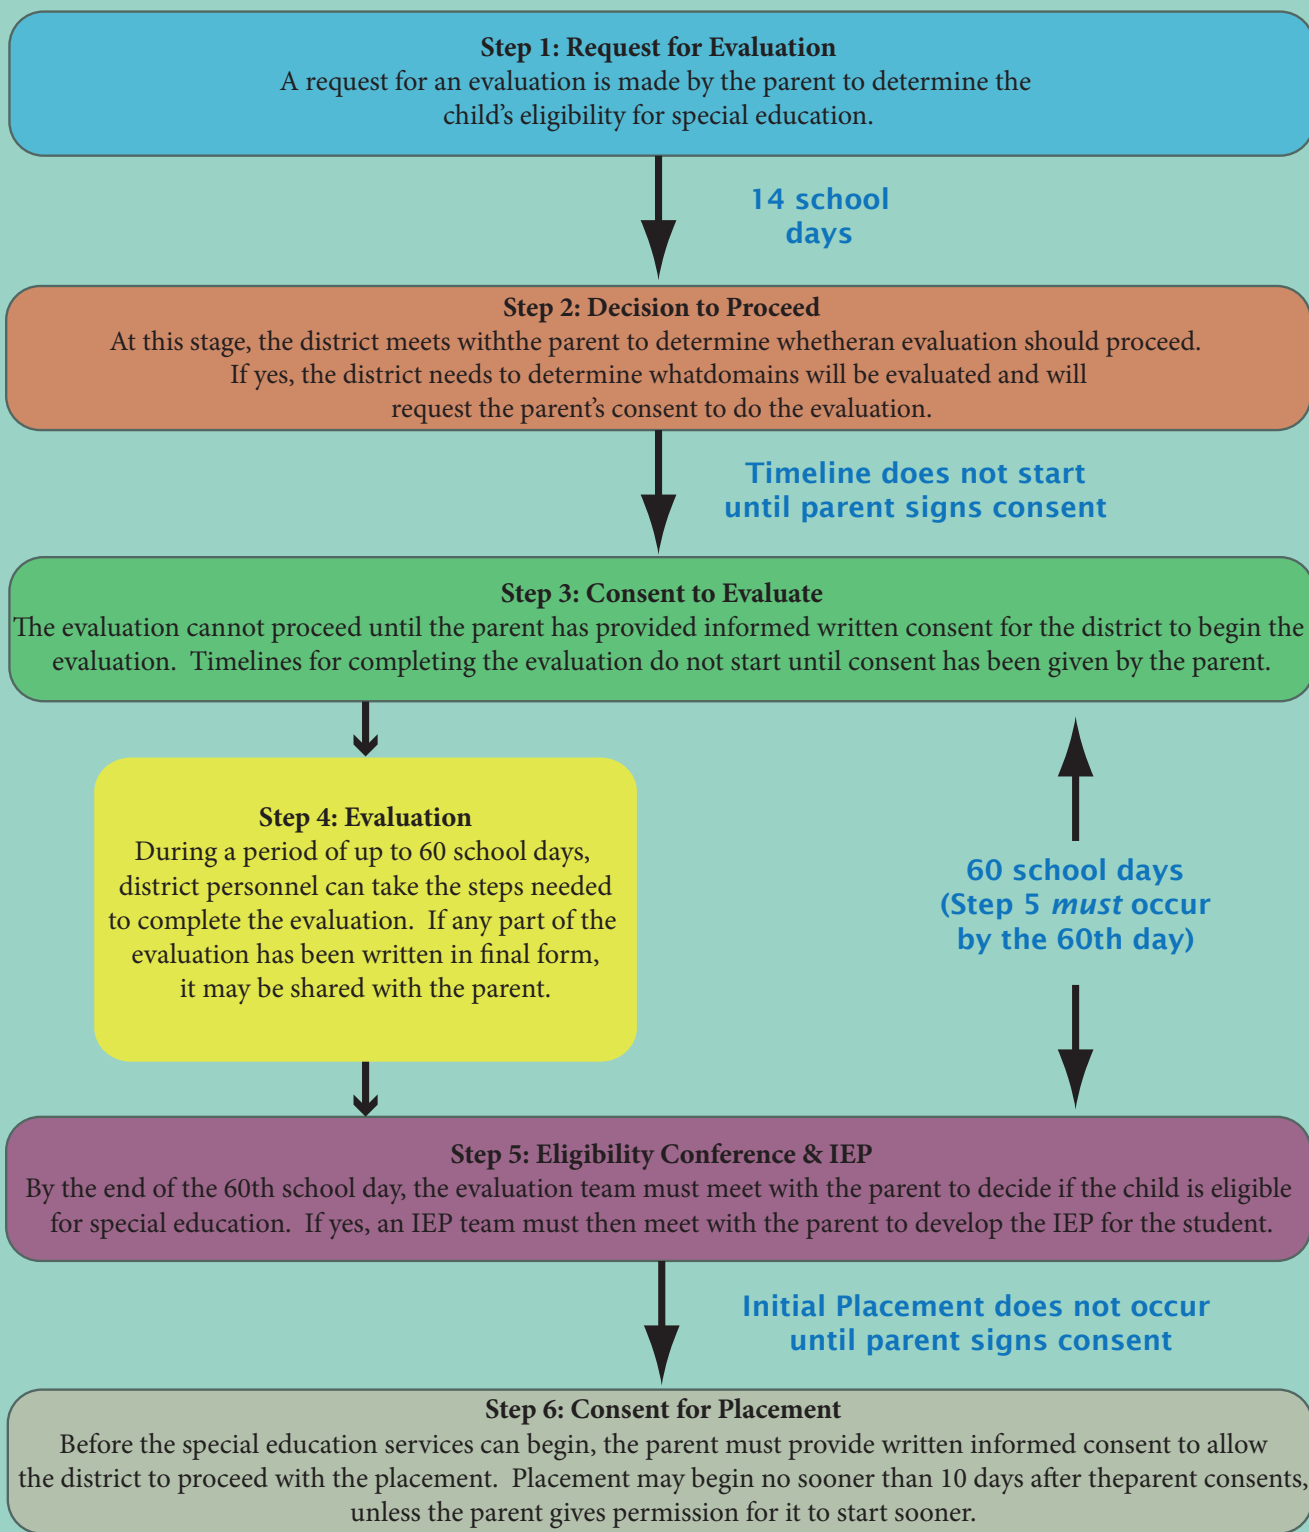 Step 1: Request for Evaluation
A request for an evaluation is made by the parent to determine the
child's eligibility for special education.
14 school
days
Step 2: Decision to Proceed
At this stage, the district meets withthe parent to determine whetheran evaluation should proceed.
If yes, the district needs to determine whatdomains will be evaluated and will
request the parent's consent to do the evaluation.
Timeline does not start
until parent signs consent
Step 3: Consent to Evaluate
The evaluation cannot proceed until the parent has provided informed written consent for the district to begin the
evaluation.  Timelines for completing the evaluation do not start until consent has been given by the parent.
Step 4: Evaluation
During a period of up to 60 school days,
district personnel can take the steps needed
to complete the evaluation.  If any part of the
evaluation has been written in final form,
it may be shared with the parent.
60 school days
(Step 5 must occur
by the 60th day)
Step 5: Eligibility Conference & IEP
By the end of the 60th school day, the evaluation team must meet with the parent to decide if the child is eligible
for special education.  If yes, an IEP team must then meet with the parent to develop the IEP for the student.
Initial Placement does not occur
until parent signs consent
Step 6: Consent for Placement
Before the special education services can begin, the parent must provide written informed consent to allow
the district to proceed with the placement.  Placement may begin no sooner than 10 days after theparent consents,
unless the parent gives permission for it to start sooner.